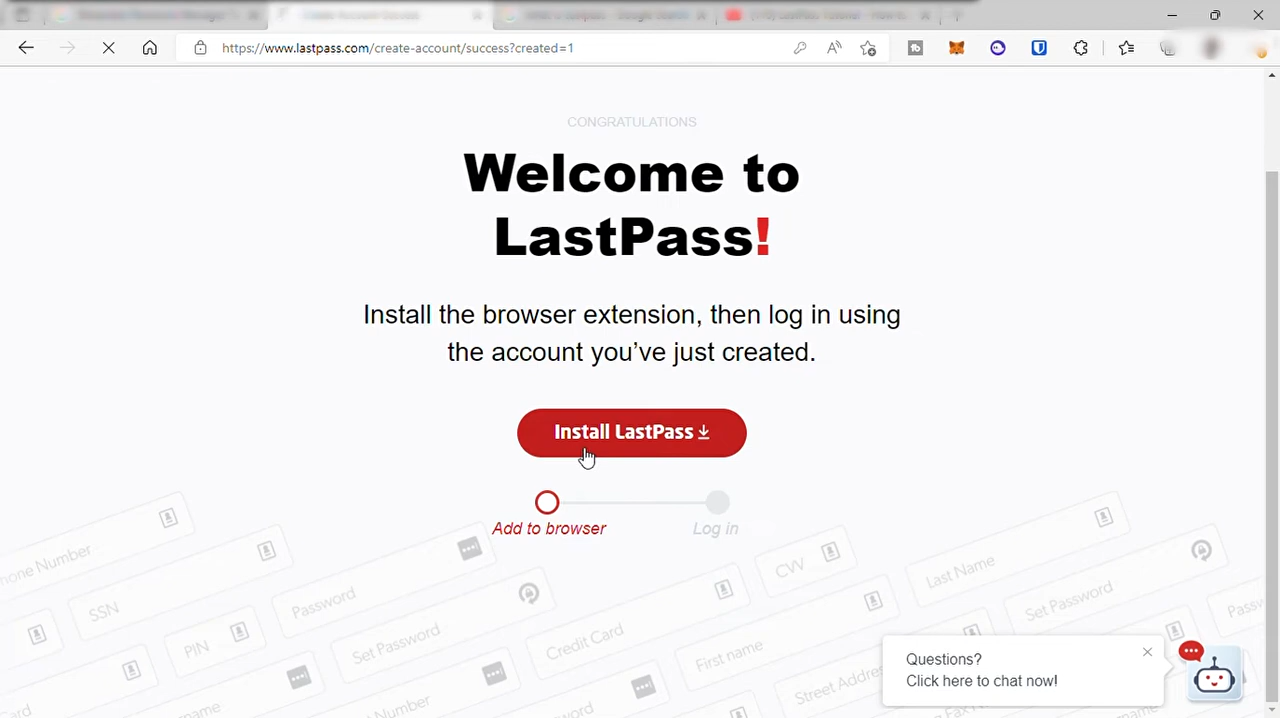 https://www.lastpass.com/create-account/success?created=1
CONGRATULATIONS
Welcome to
LastPass!
Install the browser extension, then log in using
the account you’ve just created.
Install LastPass
Add to browser
Log in
Phone Number
SSN
PIN
Password
Set Password
Credit Card
CVV
First name
Last Name
Set Password
Street Address
Questions?
Click here to chat now!